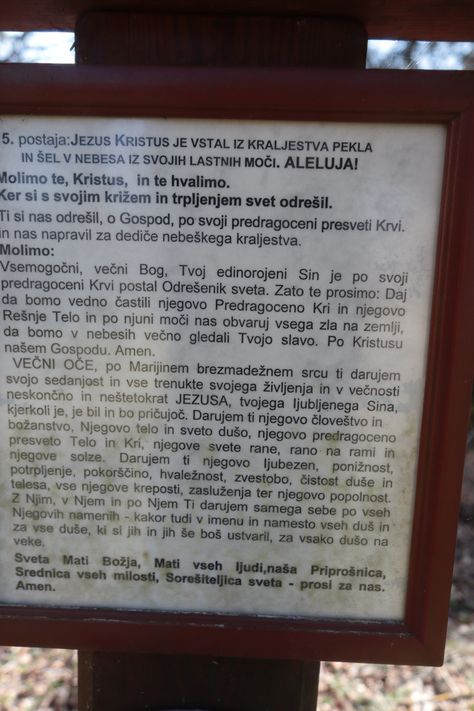 5. postaja:JEZUS KRISTUS JE VSTAL IZ KRALJESTVA PEKLA
IN ŠEL V NEBESA IZ SVOJIH LASTNIH MOČI. ALELUJA!
Molimo te, Kristus, in te hvalimo.
Ker si s svojim križem in trpljenjem svet odrešil.
Ti si nas odrešil, o Gospod, po svoji predragoceni presveti Krvi.
in nas napravil za dediče nebeškega kraljestva.
Molimo:
Vsemogočni, večni Bog, Tvoj edinorojeni Sin je po svoji
predragoceni Krvi postal Odrešenik sveta. Zato te prosimo: Daj
da bomo vedno častili njegovo Predragoceno Kri in njegovo
Rešnje Telo in po njuni moči nas obvaruj vsega zla na zemlji,
da bomo v nebesih večno gledali Tvojo slavo. Po Kristusu
našem Gospodu. Amen.
VEČNI OČE, po Marijinem brezmadežnem srcu ti darujem
svojo sedanjost in vse trenutke svojega življenja in v večnosti
neskončno in neštetokrat JEZUSA, tvojega ljubljenega Sina,
kjerkoli je, je bil in bo pričujoč. Darujem ti njegovo človeštvo in
božanstvo, Njegovo telo in sveto dušo, njegovo predragoceno
presveto Telo in Kri, njegove svete rane, rano na rami in
njegove solze. Darujem ti njegovo ljubezen, ponižnost,
potrpljenje, pokorščino, hvaležnost, zvestobo, čistost duše in
telesa, vse njegove kreposti, zasluženja ter njegovo popolnost.
Z Njim, v Njem in po Njem Ti darujem samega sebe po vseh
Njegovih namenih - kakor tudi v imenu in namesto vseh duš in
za vse duše, ki si jih in jih še boš ustvaril, za vsako dušo na
veke.
Sveta Mati Božja, Mati vseh ljudi,naša Priprošnica,
Srednica vseh milosti, Sorešiteljica sveta - prosi za nas.
Amen.